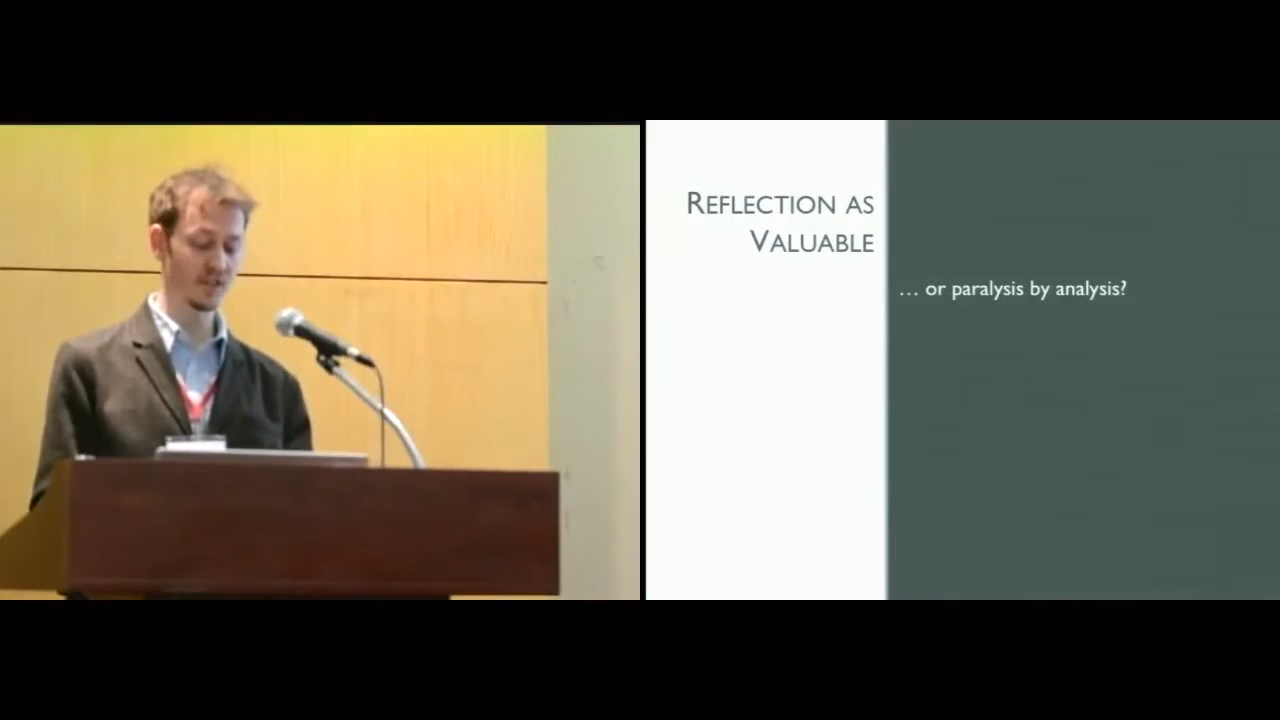 REFLECTION AS
VALUABLE
... or paralysis by analysis?